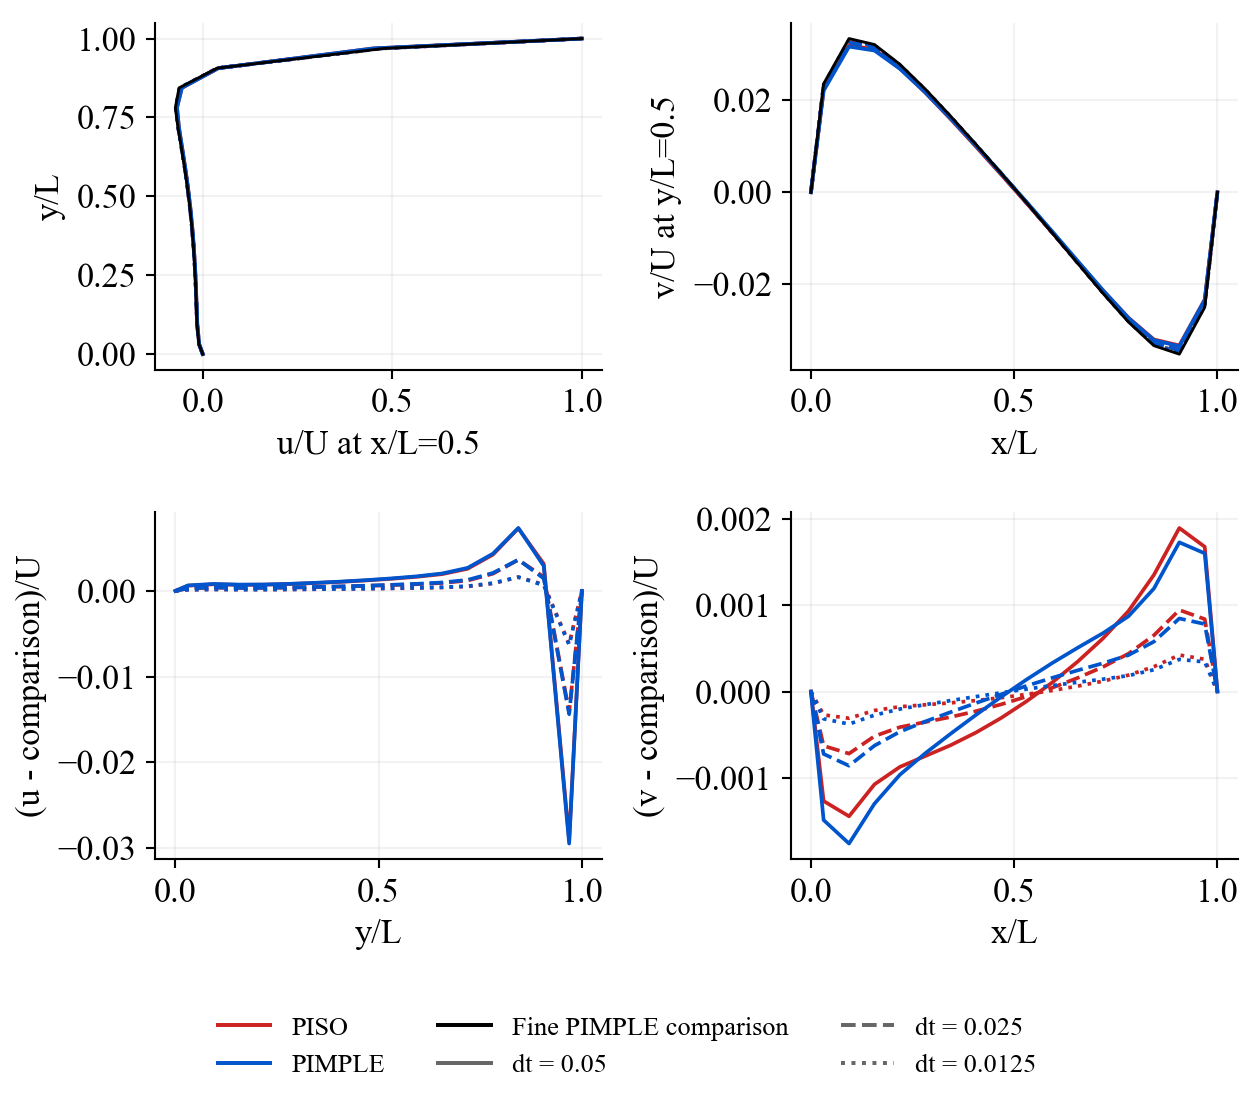 1.00
0.75
0.50
0.25
0.00
y/L
0.0 0.5 1.0
u/U at x/L=0.5
0.02
0.00
−0.02
v/U at y/L=0.5
0.0 0.5 1.0
x/L
0.00
−0.01
−0.02
−0.03
(u - comparison)/U
0.0 0.5 1.0
y/L
0.002
0.001
0.000
−0.001
(v - comparison)/U
0.0 0.5 1.0
x/L
PISO Fine PIMPLE comparison dt = 0.025
PIMPLE dt = 0.05 dt = 0.0125